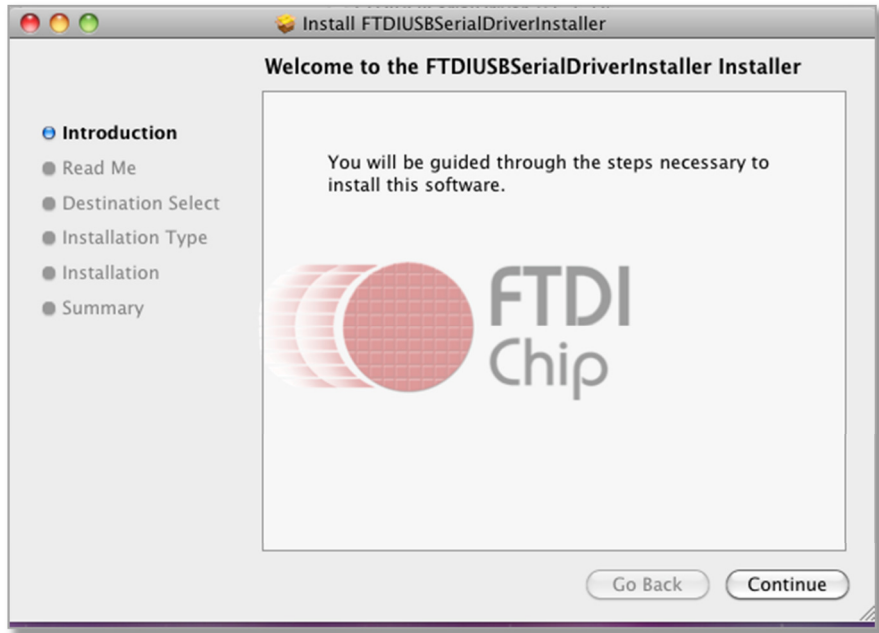 Install FTDIUSBSerialDriverInstaller
Welcome to the FTDIUSBSerialDriverInstaller Installer
Introduction
Read Me
Destination Select
Installation Type
Installation
Summary
You will be guided through the steps necessary to
install this software.
FTDI
Chip
Go Back
Continue